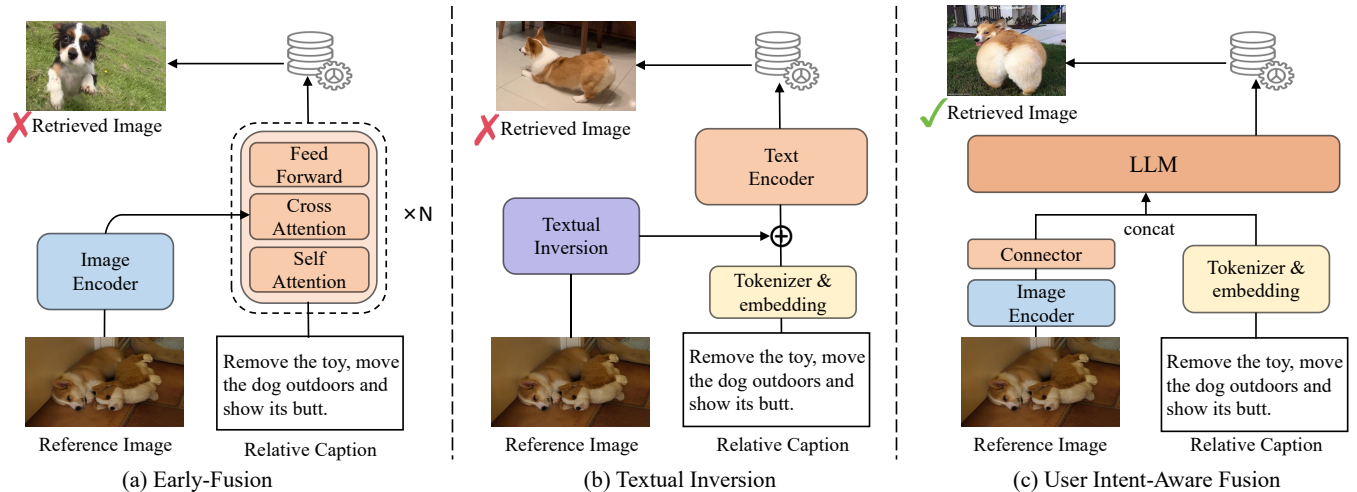 Retrieved Image
Feed
Forward
Cross
Attention
Self
Attention
×N
Image
Encoder
Remove the toy, move
the dog outdoors and
show its butt.
Reference Image
Relative Caption
(a) Early-Fusion
Retrieved Image
Text
Encoder
Textual
Inversion
Tokenizer &
embedding
Remove the toy, move
the dog outdoors and
show its butt.
Reference Image
Relative Caption
(b) Textual Inversion
Retrieved Image
LLM
concat
Connector
Image
Encoder
Tokenizer &
embedding
Remove the toy, move
the dog outdoors and
show its butt.
Reference Image
Relative Caption
(c) User Intent-Aware Fusion